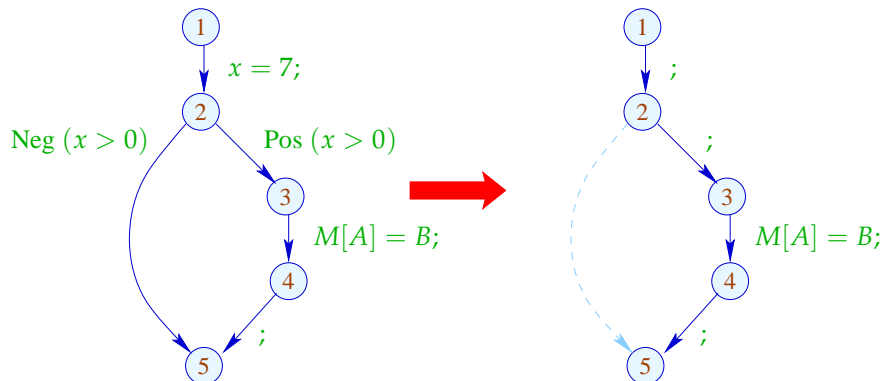 1
x = 7;
2
Neg (x > 0)
Pos (x > 0)
3
M[A] = B;
4
;
5
1
;
2
;
3
M[A] = B;
4
;
5